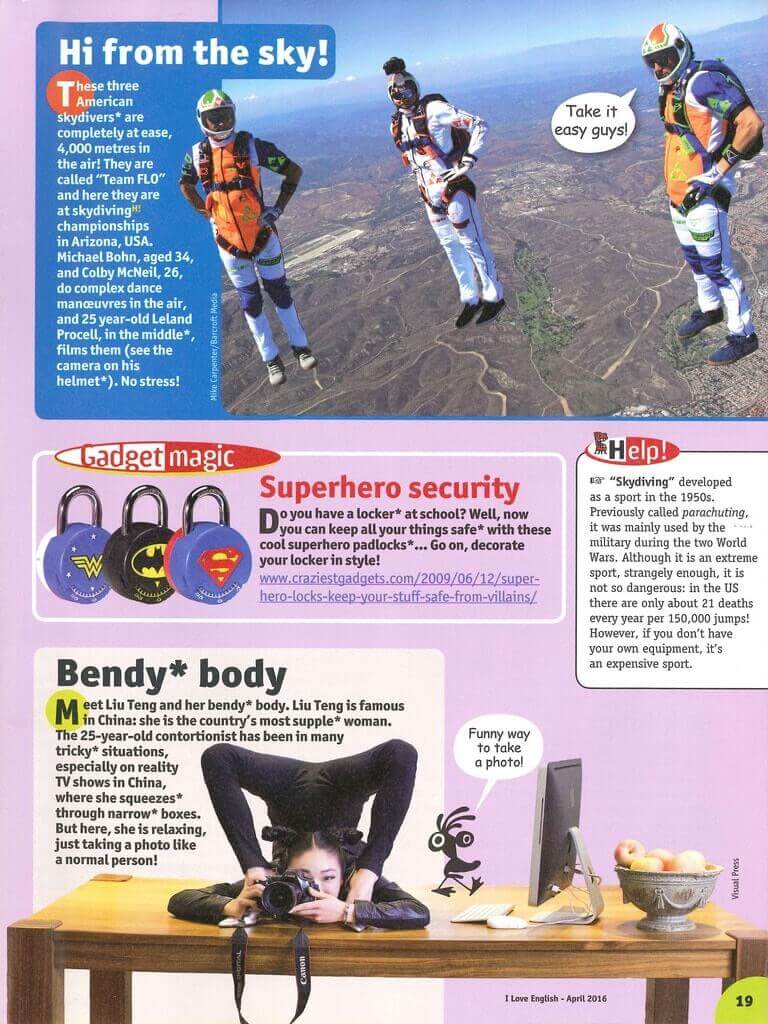 Hi from the sky!
These three
American
skydivers* are
completely at ease,
4,000 metres in
the air! They are
called “Team FLO”
and here they are
at skydivingH!
championships
in Arizona, USA.
Michael Bohn, aged 34,
and Colby McNeil, 26,
do complex dance
manœuvres in the air,
and 25 year-old Leland
Procell, in the middle*,
films them (see the
camera on his
helmet*). No stress!
Mike Carpenter/Barcroft Media
Take it
easy guys!
Gadget magic
Superhero security
Do you have a locker* at school? Well, now
you can keep all your things safe* with these
cool superhero padlocks*... Go on, decorate
your locker in style!
www.craziestgadgets.com/2009/06/12/super-
hero-locks-keep-your-stuff-safe-from-villains/
Help!
“Skydiving” developed
as a sport in the 1950s.
Previously called parachuting,
it was mainly used by the
military during the two World
Wars. Although it is an extreme
sport, strangely enough, it is
not so dangerous: in the US
there are only about 21 deaths
every year per 150,000 jumps!
However, if you don’t have
your own equipment, it’s
an expensive sport.
Bendy* body
Meet Liu Teng and her bendy* body. Liu Teng is famous
in China: she is the country’s most supple* woman.
The 25-year-old contortionist has been in many
tricky* situations,
especially on reality
TV shows in China,
where she squeezes*
through narrow* boxes.
But here, she is relaxing,
just taking a photo like
a normal person!
Funny way
to take
a photo!
Canon
DIGITAL
Canon
Visual Press
I Love English - April 2016
19